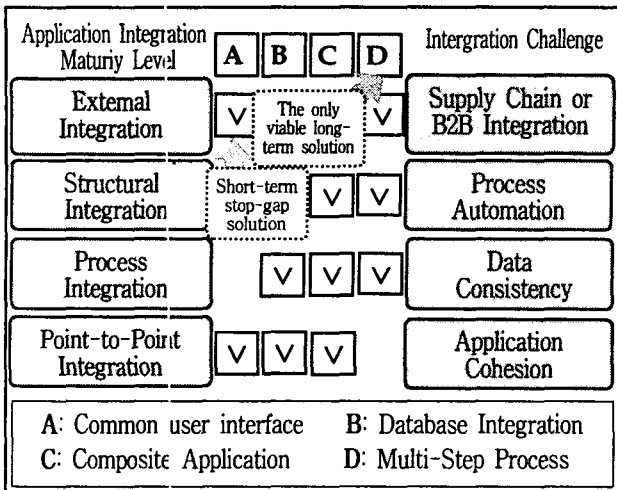 Application Integration
Maturiy Level
A B C D
Intergration Challenge
External
Integration
V
The only
viable long-
term solution
V
Supply Chain or
B2B Integration
Structural
Integration
Short-term
stop-gap
solution
V V
Process
Automation
Process
Integration
V V V
Data
Consistency
Point-to-Point
Integration
V V V
Application
Cohesion
A: Common user interface B: Database Integration
C: Composite Application D: Multi-Step Process